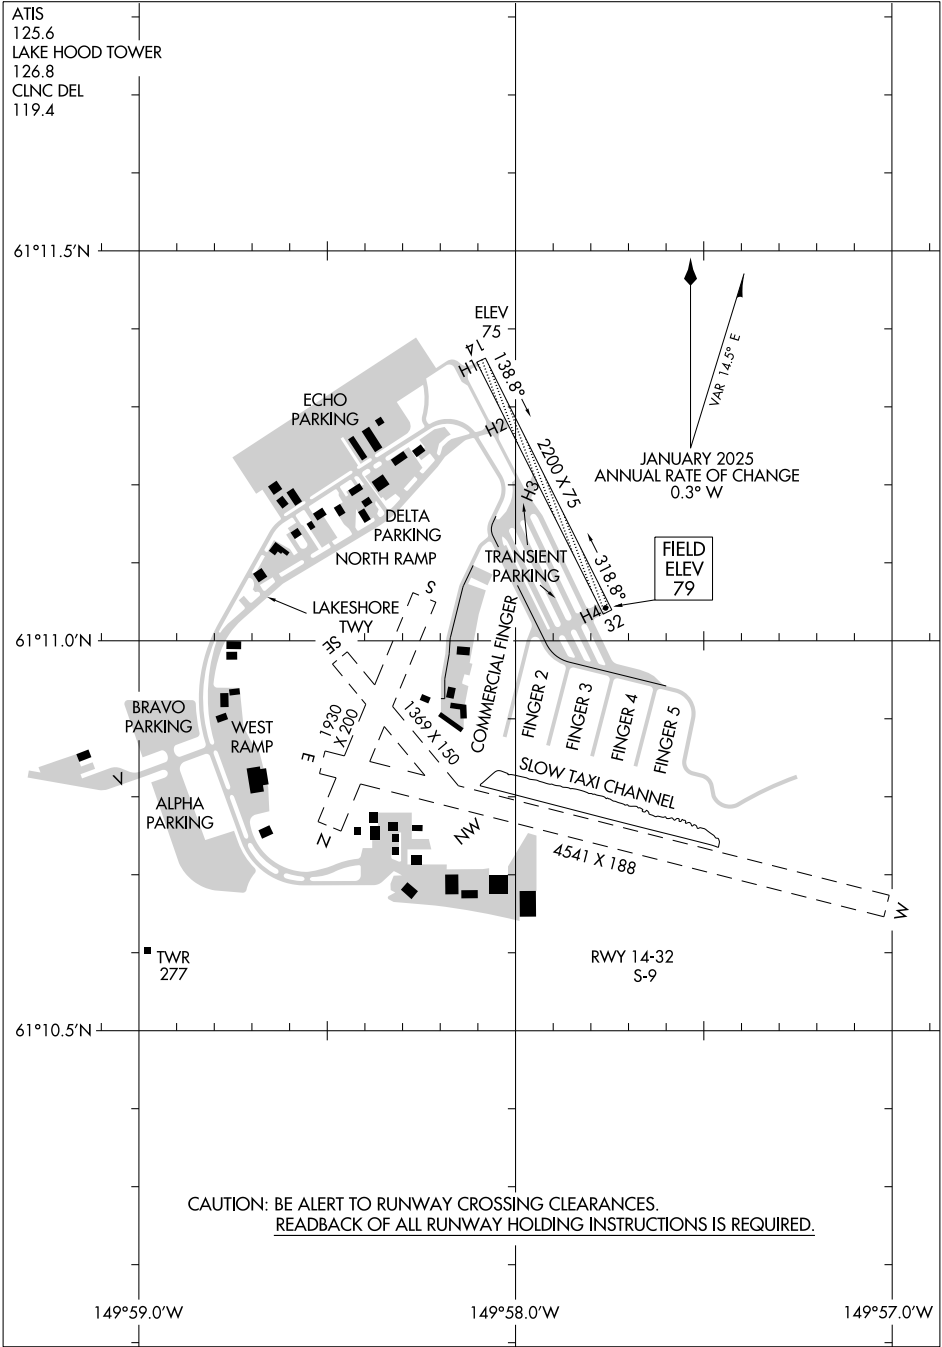 ATIS
125.6
LAKE HOOD TOWER
126.8
CLNC DEL
119.4
61°11.5'N
ELEV
75
14
H1
138.8°
VAR 14.5° E
JANUARY 2025
ANNUAL RATE OF CHANGE
0.3° W
ECHO
PARKING
H2
2200 X 75
H3
DELTA
PARKING
NORTH RAMP
TRANSIENT
PARKING
318.8°
FIELD
ELEV
79
H4
32
LAKESHORE
TWY
S
SE
61°11.0'N
COMMERCIAL FINGER
FINGER 2
FINGER 3
FINGER 4
FINGER 5
BRAVO
PARKING
WEST
RAMP
1930
X 200
1369 X 150
E
V
SLOW TAXI CHANNEL
ALPHA
PARKING
N
NW
4541 X 188
W
TWR
277
RWY 14-32
S-9
61°10.5'N
CAUTION: BE ALERT TO RUNWAY CROSSING CLEARANCES.
READBACK OF ALL RUNWAY HOLDING INSTRUCTIONS IS REQUIRED.
149°59.0'W
149°58.0'W
149°57.0'W